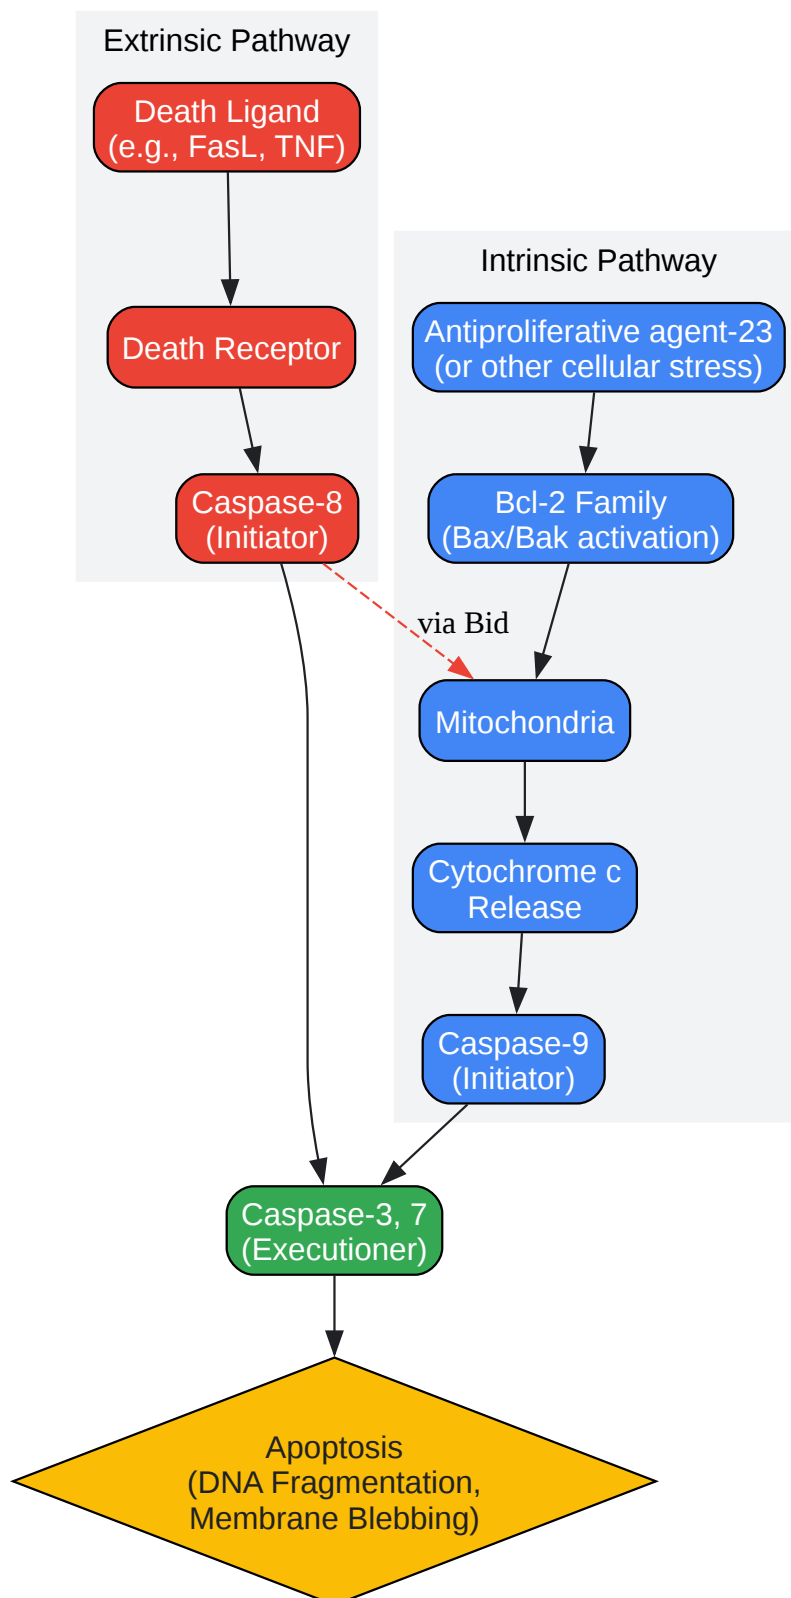 Extrinsic Pathway
Death Ligand
(e.g., FasL, TNF)
Death Receptor
Caspase-8
(Initiator)
Intrinsic Pathway
Antiproliferative agent-23
(or other cellular stress)
Bcl-2 Family
(Bax/Bak activation)
via Bid
Mitochondria
Cytochrome c
Release
Caspase-9
(Initiator)
Caspase-3, 7
(Executioner)
Apoptosis
(DNA Fragmentation,
Membrane Blebbing)